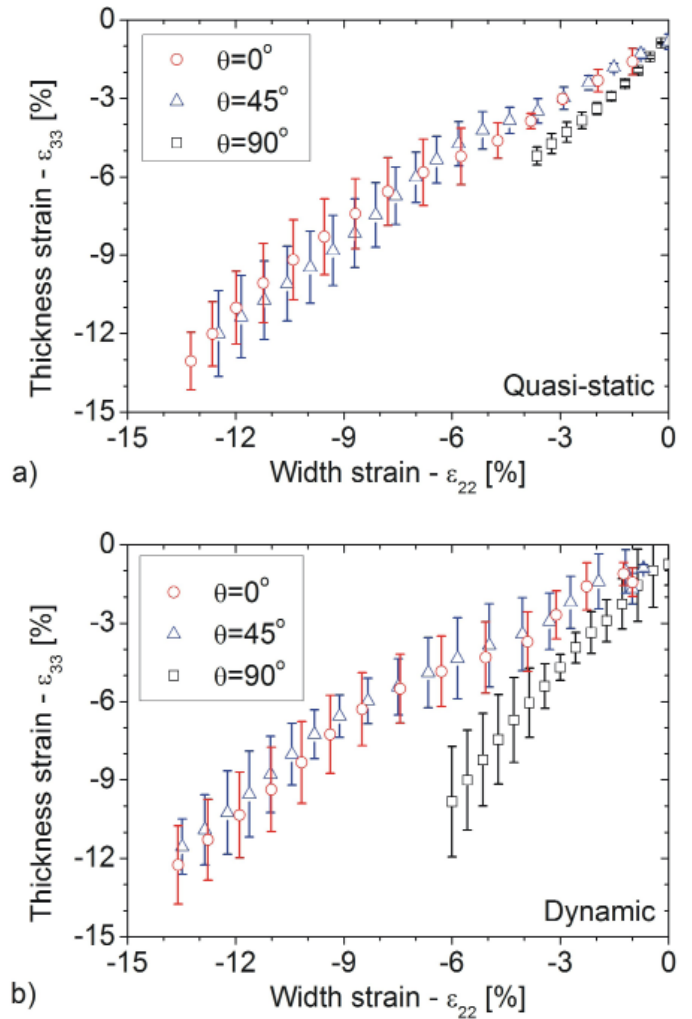 0
-3
-6
-9
-12
-15
Thickness strain - ε33 [%]
θ=0°
θ=45°
θ=90°
Quasi-static
-15 -12 -9 -6 -3 0
Width strain - ε22 [%]
a)
0
-3
-6
-9
-12
-15
Thickness strain - ε33 [%]
θ=0°
θ=45°
θ=90°
Dynamic
-15 -12 -9 -6 -3 0
Width strain - ε22 [%]
b)